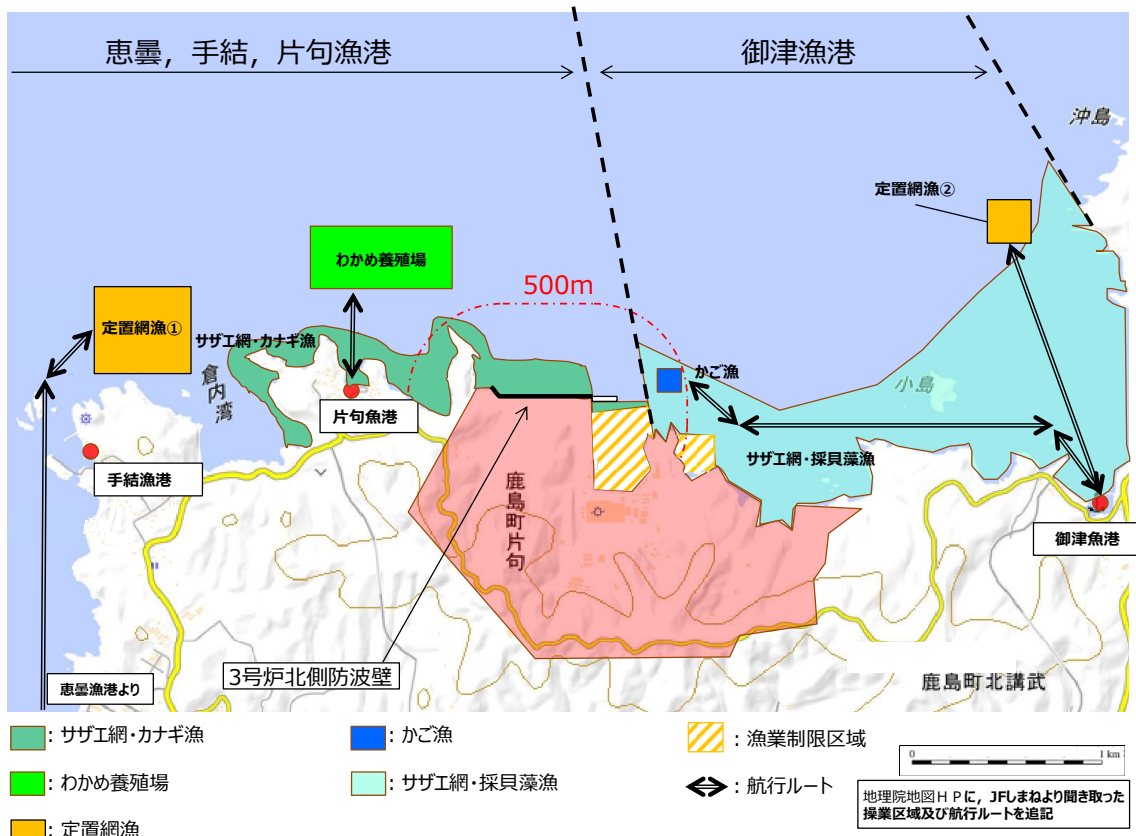 恵曇，手結，片句漁港
御津漁港
沖島
定置網漁②
わかめ養殖場
500m
定置網漁①
サザエ網・カナギ漁
かご漁
倉内湾
小島
片句魚港
サザエ網・採貝藻漁
手結漁港
鹿島町片句
御津魚港
3号炉北側防波壁
恵曇漁港より
鹿島町北講武
：サザエ網・カナギ漁
：かご漁
：漁業制限区域
：わかめ養殖場
：サザエ網・採貝藻漁
：航行ルート
：定置網漁
0 1 km
地理院地図ＨＰに，JFしまねより聞き取った
操業区域及び航行ルートを追記